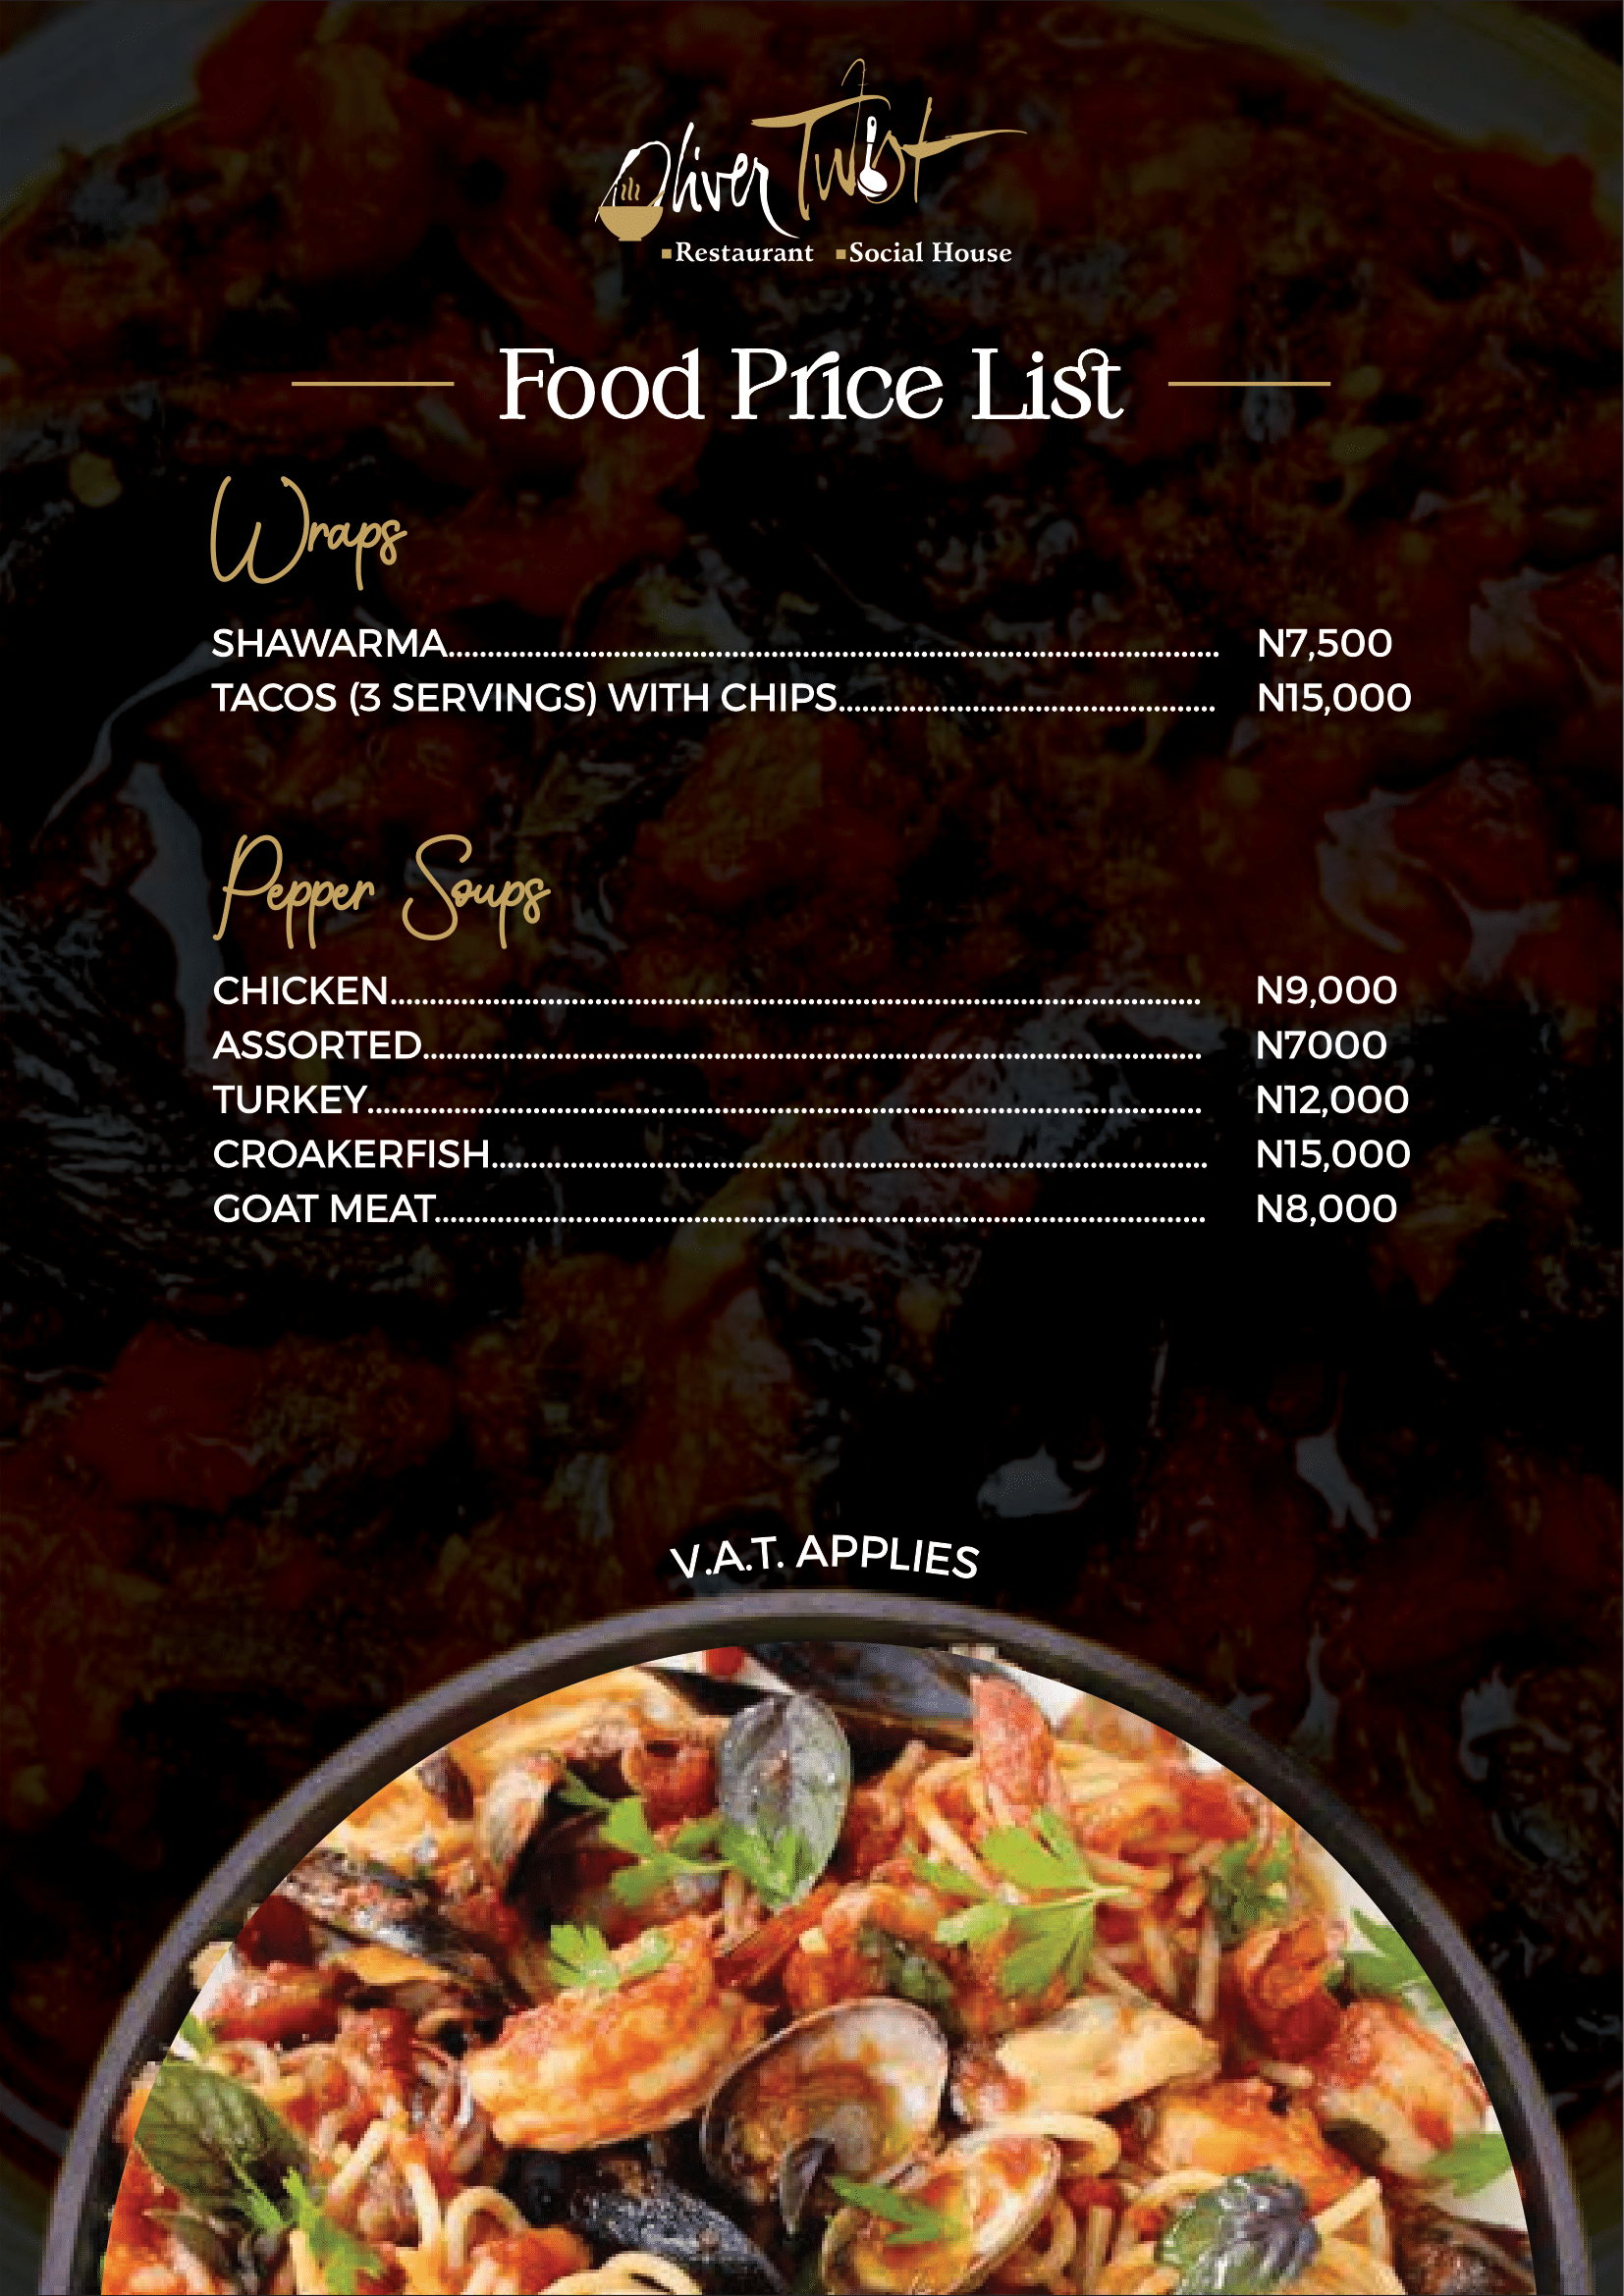 Oliver Twist
Restaurant Social House
Food Price List
Wraps
SHAWARMA.................................................................................................... N7,500
TACOS (3 SERVINGS) WITH CHIPS................................................. N15,000
Pepper Soups
CHICKEN......................................................................................................... N9,000
ASSORTED..................................................................................................... N7000
TURKEY............................................................................................................ N12,000
CROAKERFISH............................................................................................. N15,000
GOAT MEAT.................................................................................................... N8,000
V.A.T. APPLIES